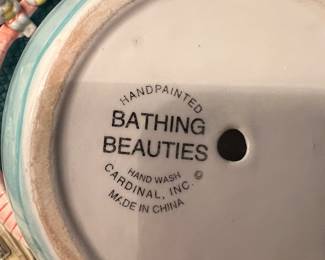 HANDPAINTED
BATHING
BEAUTIES
HAND WASH
©
CARDINAL, INC.
MADE IN CHINA